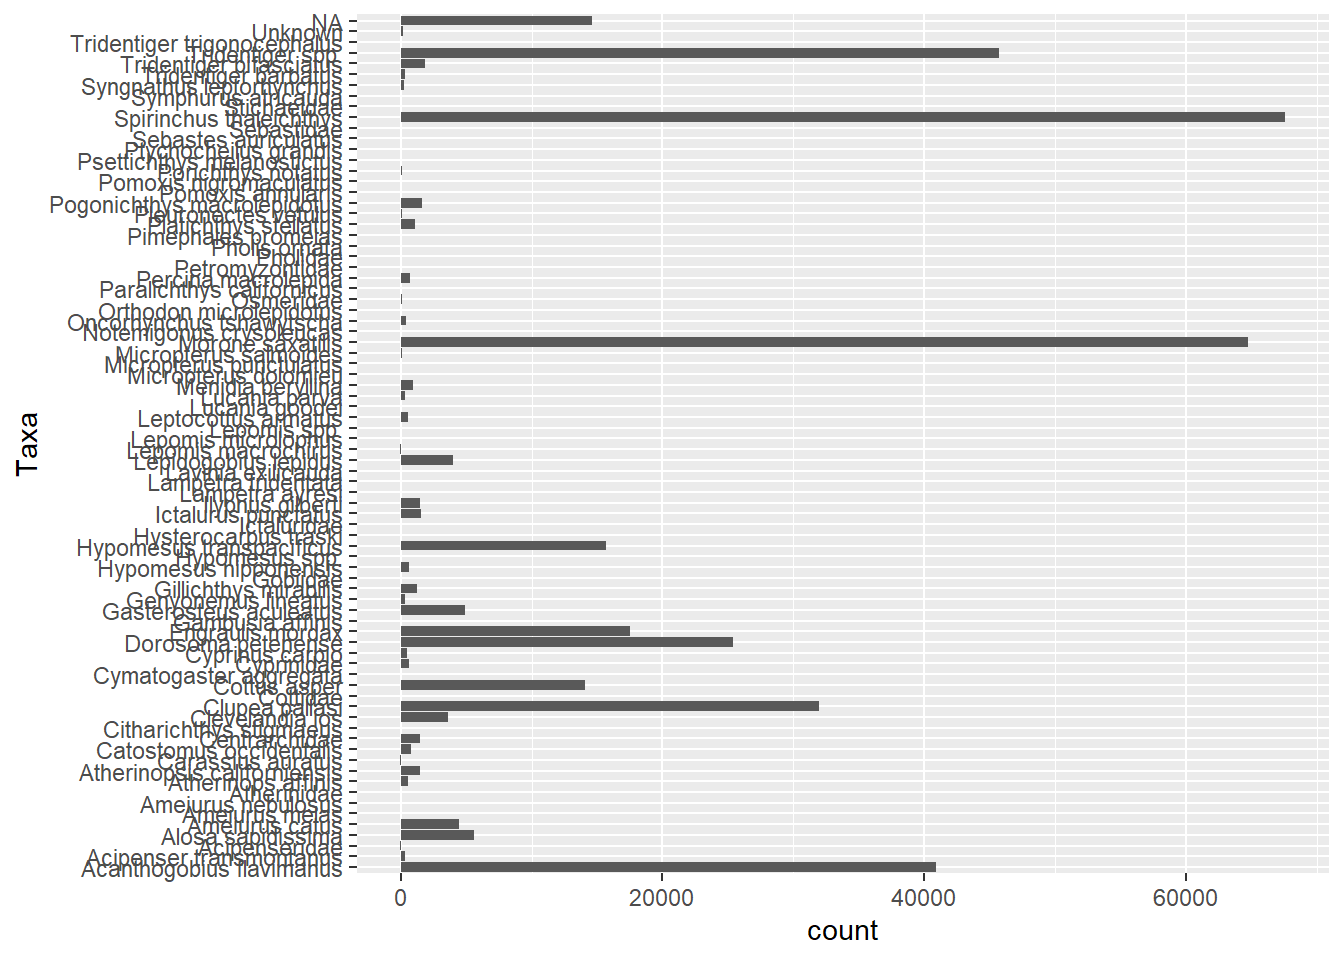 NA
Unknown
Tridentiger trigonocephalus
Tridentiger spp.
Tridentiger bifasciatus
Tridentiger barbatus
Syngnathus leptorhynchus
Symphurus atricauda
Stichaeidae
Spirinchus thaleichthys
Sebastidae
Sebastes auriculatus
Ptychocheilus grandis
Psettichthys melanostictus
Porichthys notatus
Pomoxis nigromaculatus
Pomoxis annularis
Pogonichthys macrolepidotus
Pleuronectes vetulus
Platichthys stellatus
Pimephales promelas
Pholis ornata
Pholidae
Petromyzontidae
Percina macrolepida
Paralichthys californicus
Osmeridae
Orthodon microlepidotus
Oncorhynchus tshawytscha
Notemigonus crysoleucas
Morone saxatilis
Micropterus salmoides
Micropterus punctulatus
Micropterus dolomieu
Menidia beryllina
Lucania parva
Lucania goodei
Leptocottus armatus
Lepomis spp.
Lepomis microlophus
Lepomis macrochirus
Lepidogobius lepidus
Lavinia exilicauda
Lampetra tridentata
Lampetra ayresi
Ilypnus gilberti
Ictalurus punctatus
Ictaluridae
Hysterocarpus traski
Hypomesus transpacificus
Hypomesus spp.
Hypomesus nipponensis
Gobiidae
Gillichthys mirabilis
Genyonemus lineatus
Gasterosteus aculeatus
Gambusia affinis
Engraulis mordax
Dorosoma petenense
Cyprinus carpio
Cyprinidae
Cymatogaster aggregata
Cottus asper
Cottidae
Clupea pallasi
Clevelandia ios
Citharichthys stigmaeus
Centrarchidae
Catostomus occidentalis
Carassius auratus
Atherinopsis californiensis
Atherinops affinis
Atherinidae
Ameiurus nebulosus
Ameiurus melas
Ameiurus catus
Alosa sapidissima
Acipenseridae
Acipenser transmontanus
Acanthogobius flavimanus
Taxa
0 20000 40000 60000
count